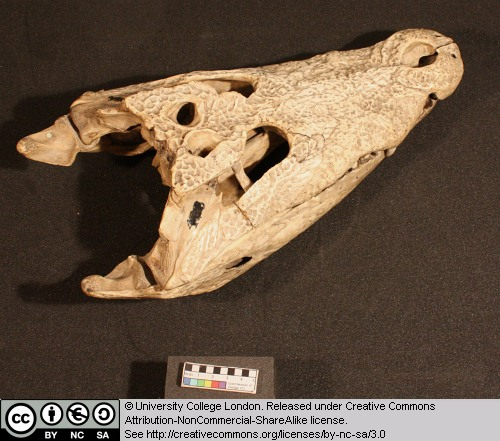 © University College London. Released under Creative Commons
Attribution-NonCommercial-ShareAlike license.
See http://creativecommons.org/licenses/by-nc-sa/3.0
CC
BY NC SA